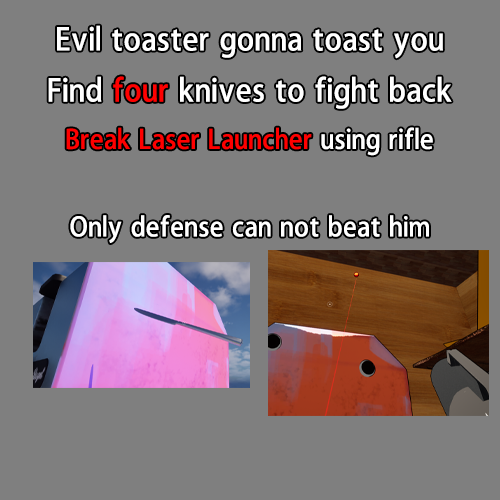 Evil toaster gonna toast you
Find four knives to fight back
Break Laser Launcher using rifle
Only defense can not beat him